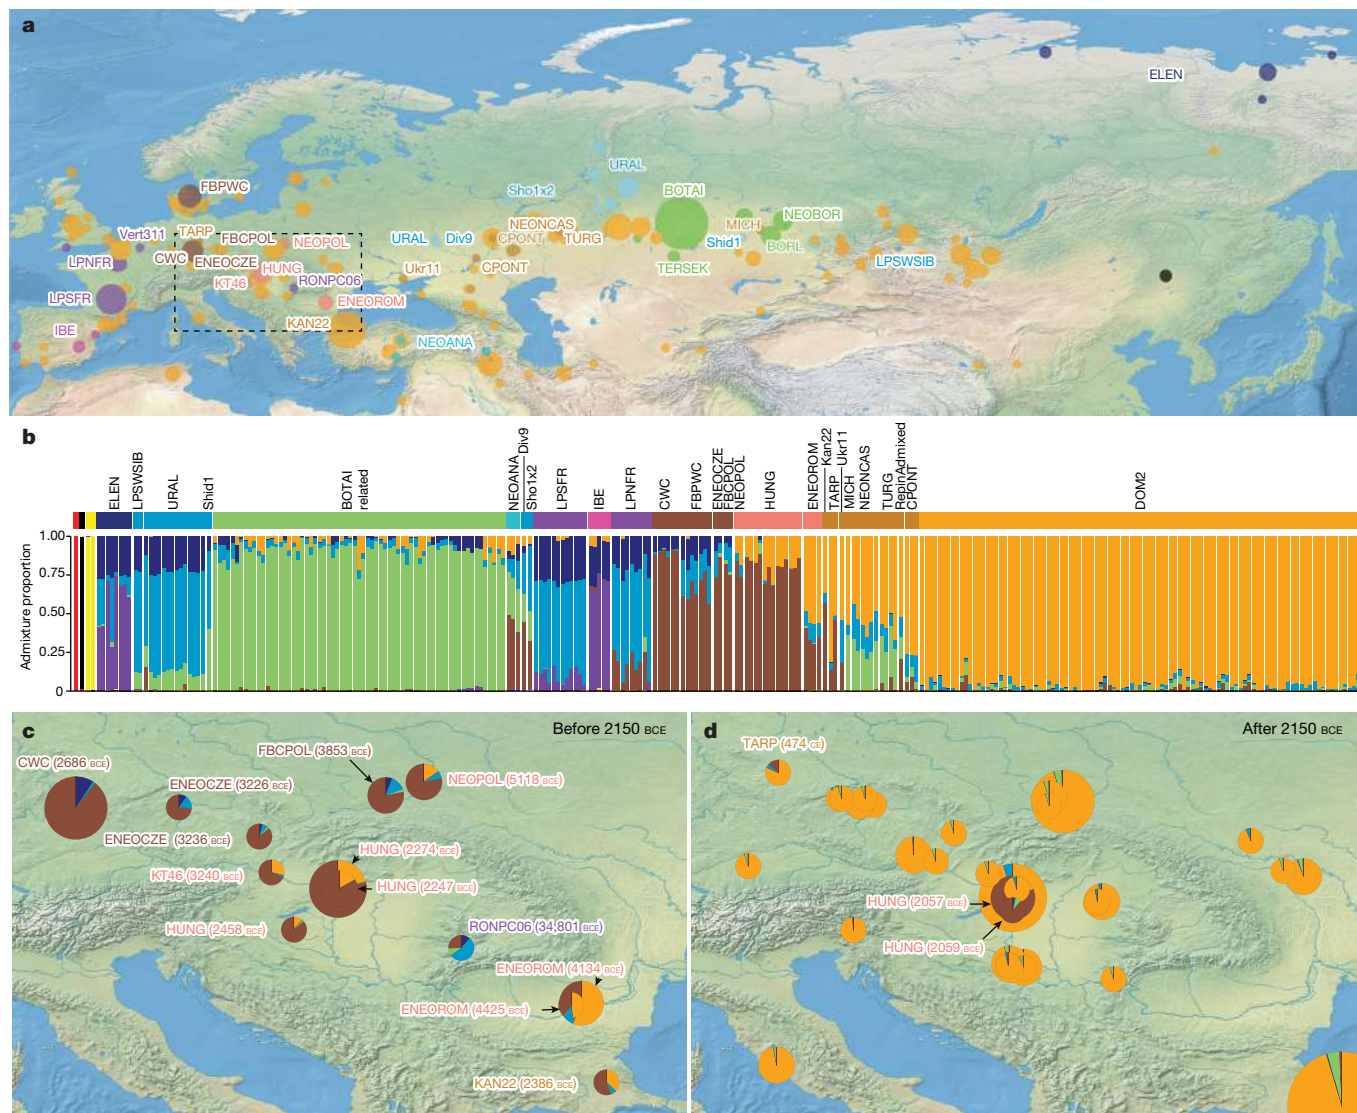 a
ELEN
URAL
FBPWC
Sho1x2
BOTAI
NEOBOR
Vert311
TARP
FBCPOL
NEOPOL
URAL
Div9
NEONCAS
CPONT
TURG
MICH
Shid1
BORL
LPNFR
CWC
ENEOCZE
HUNG
KT46
RONPC06
Ukr11
CPONT
TERSEK
LPSWSIB
LPSFR
ENEOROM
IBE
KAN22
NEOANA
b
ELEN
LPSWSIB
URAL
Shid1
BOTAI
related
NEOANA
Div9
Sho1x2
LPSFR
IBE
LPNFR
CWC
FBPWC
ENEOCZE
FBCPOL
NEOPOL
HUNG
ENEOROM
Kan22
TARP
Ukr11
MICH
NEONCAS
TURG
RepinAdmixed
CPONT
DOM2
Admixture proportion
1.00
0.75
0.50
0.25
0
c
Before 2150 BCE
CWC (2686 BCE)
FBCPOL (3853 BCE)
ENEOCZE (3226 BCE)
NEOPOL (5118 BCE)
ENEOCZE (3236 BCE)
HUNG (2274 BCE)
KT46 (3240 BCE)
HUNG (2247 BCE)
HUNG (2458 BCE)
RONPC06 (34,801 BCE)
ENEOROM (4134 BCE)
ENEOROM (4425 BCE)
KAN22 (2386 BCE)
d
After 2150 BCE
TARP (474 CE)
HUNG (2057 BCE)
HUNG (2059 BCE)